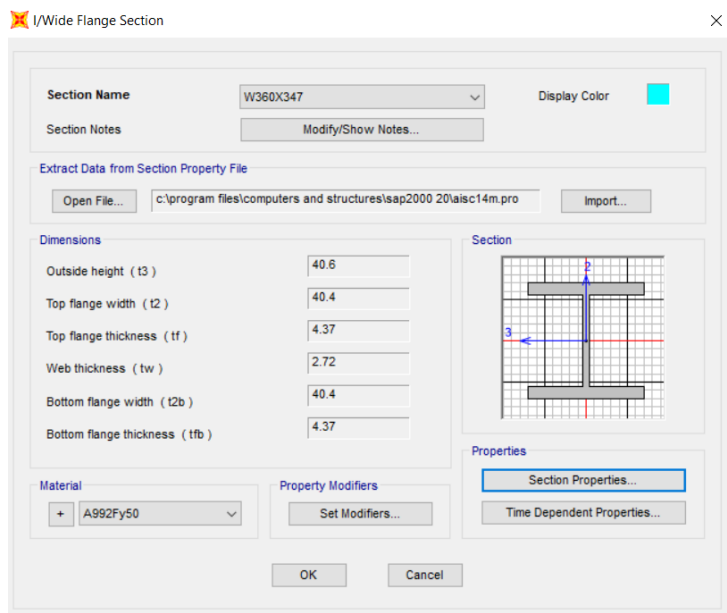 I/Wide Flange Section
Section Name W360X347 Display Color
Section Notes Modify/Show Notes...
Extract Data from Section Property File
Open File... c:\program files\computers and structures\sap2000 20\aisc14m.pro Import...
Dimensions
Outside height ( t3 ) 40.6
Top flange width ( t2 ) 40.4
Top flange thickness ( tf ) 4.37
Web thickness ( tw ) 2.72
Bottom flange width ( t2b ) 40.4
Bottom flange thickness ( tfb ) 4.37
Section
2
3
Properties
Section Properties...
Time Dependent Properties...
Material
+ A992Fy50
Property Modifiers
Set Modifiers...
OK Cancel